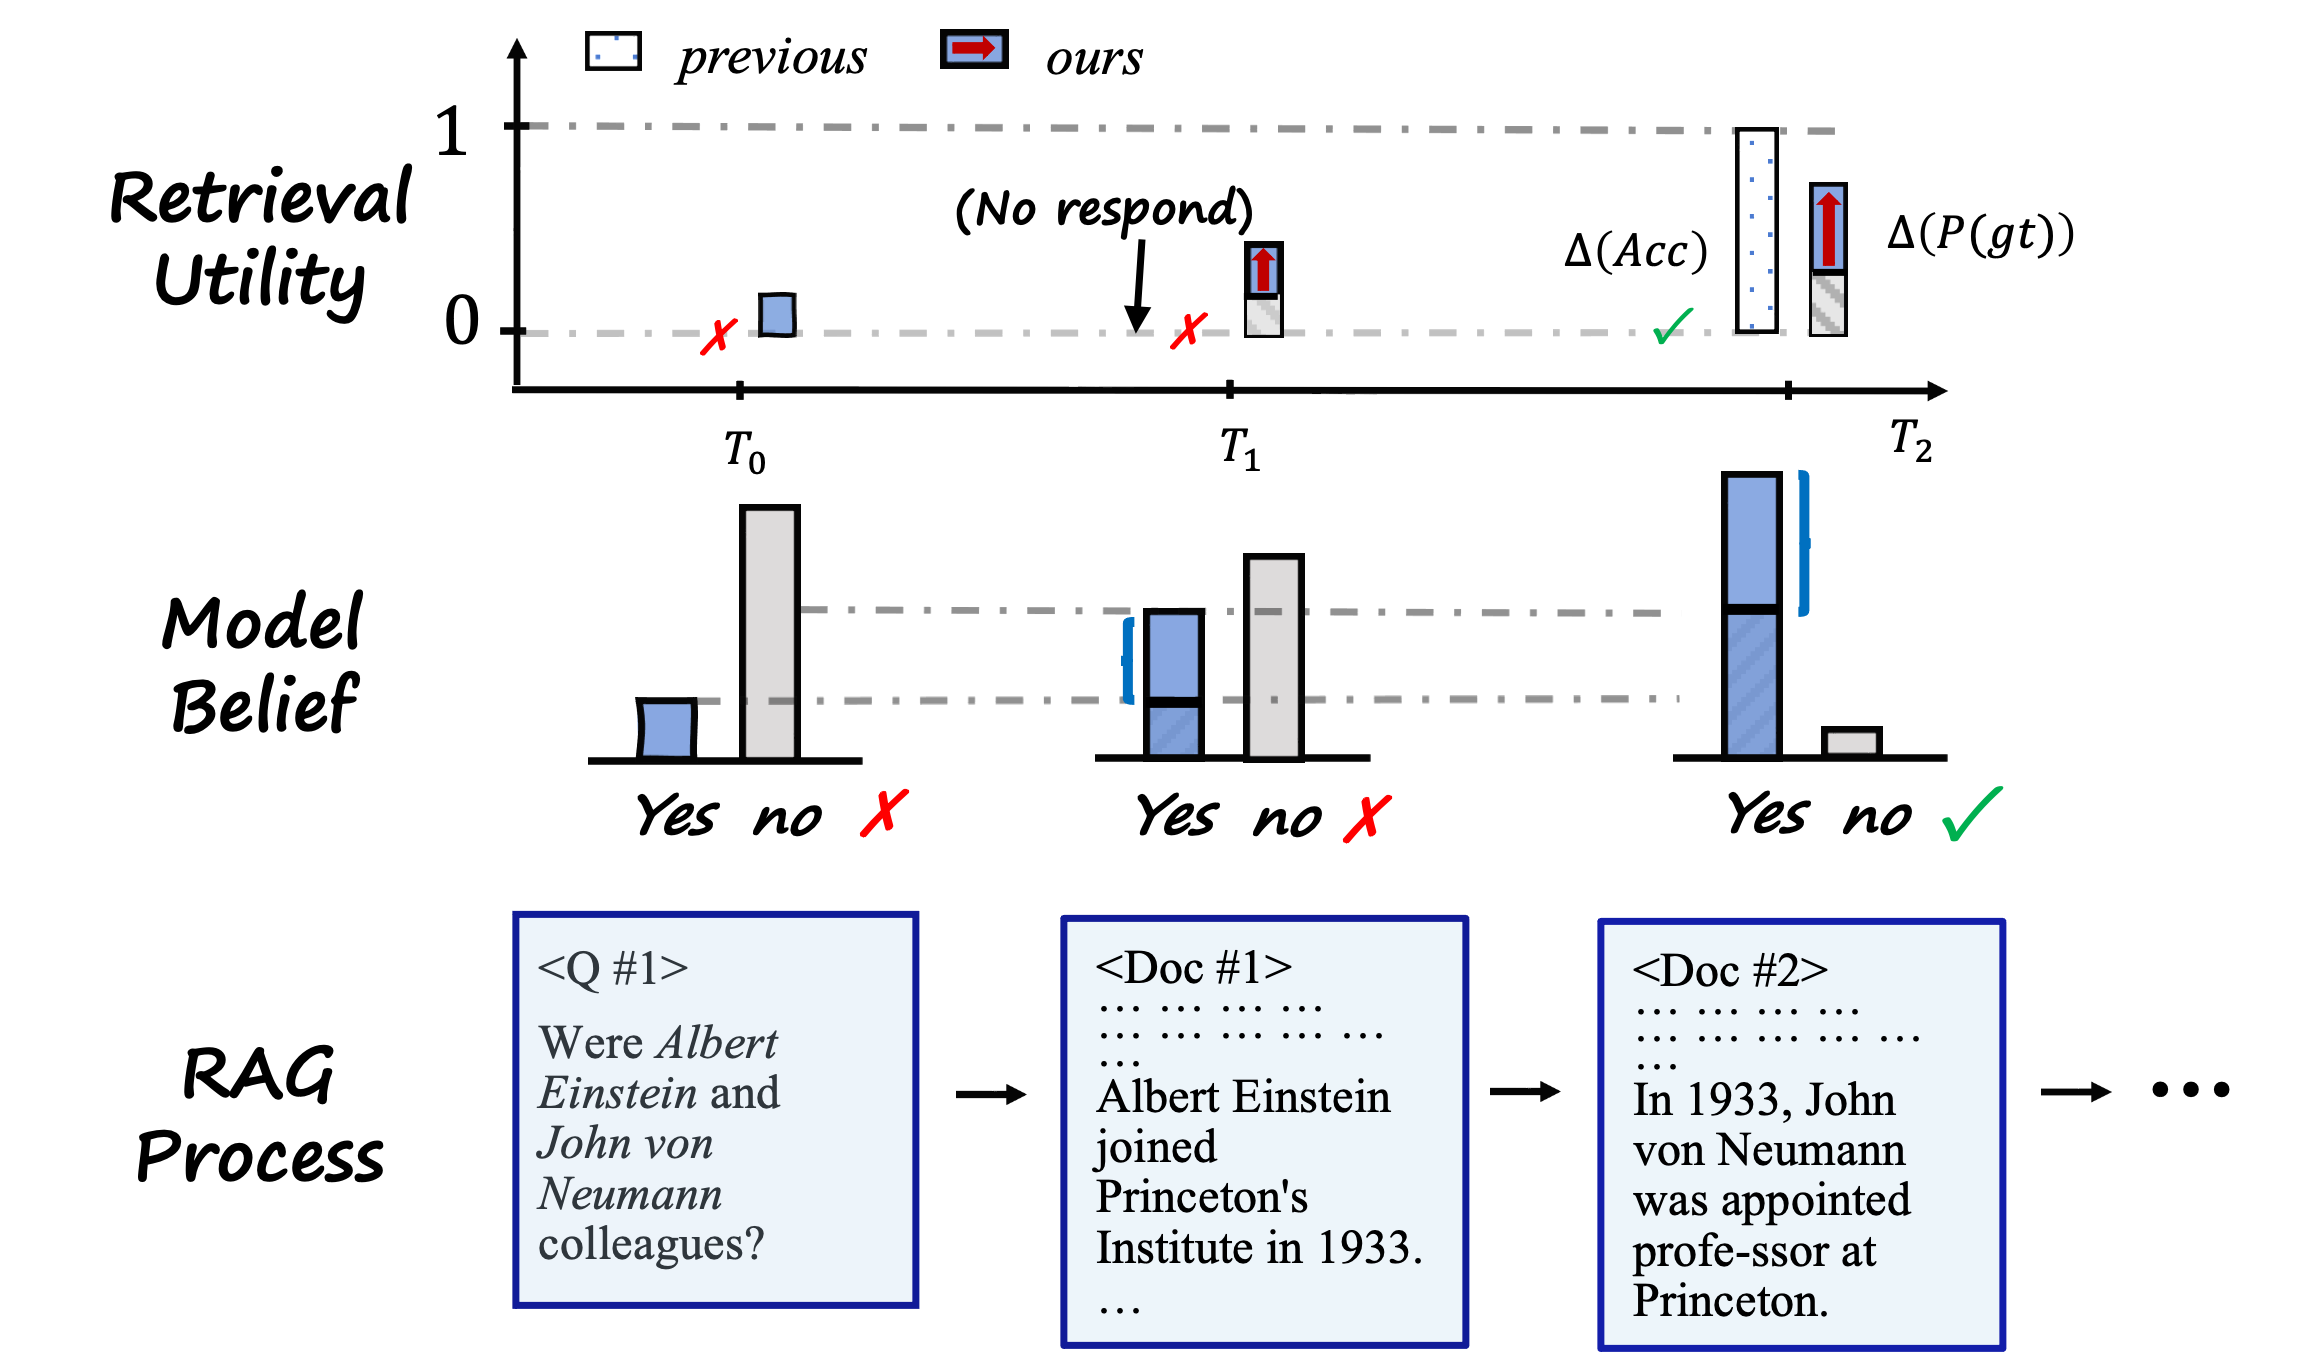 previous
ours
1
Retrieval
Utility
(No respond)
Δ(Acc)
Δ(P(gt))
0
T₀
T₁
T₂
Model
Belief
Yes no ✗
Yes no ✗
Yes no ✓
RAG
Process
<Q #1>
Were Albert
Einstein and
John von
Neumann
colleagues?
<Doc #1>
... ... ... ...
... ... ... ... ...
...
Albert Einstein
joined
Princeton's
Institute in 1933.
...
<Doc #2>
... ... ... ...
... ... ... ... ...
...
In 1933, John
von Neumann
was appointed
profe-ssor at
Princeton.
...